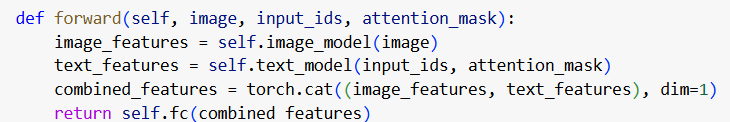 def forward(self, image, input_ids, attention_mask):
    image_features = self.image_model(image)
    text_features = self.text_model(input_ids, attention_mask)
    combined_features = torch.cat((image_features, text_features), dim=1)
    return self.fc(combined_features)